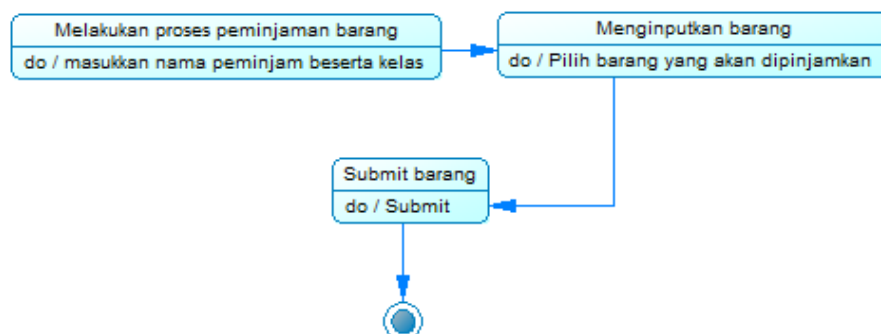 Melakukan proses peminjaman barang
do / masukkan nama peminjam beserta kelas
Menginputkan barang
do / Pilih barang yang akan dipinjamkan
Submit barang
do / Submit